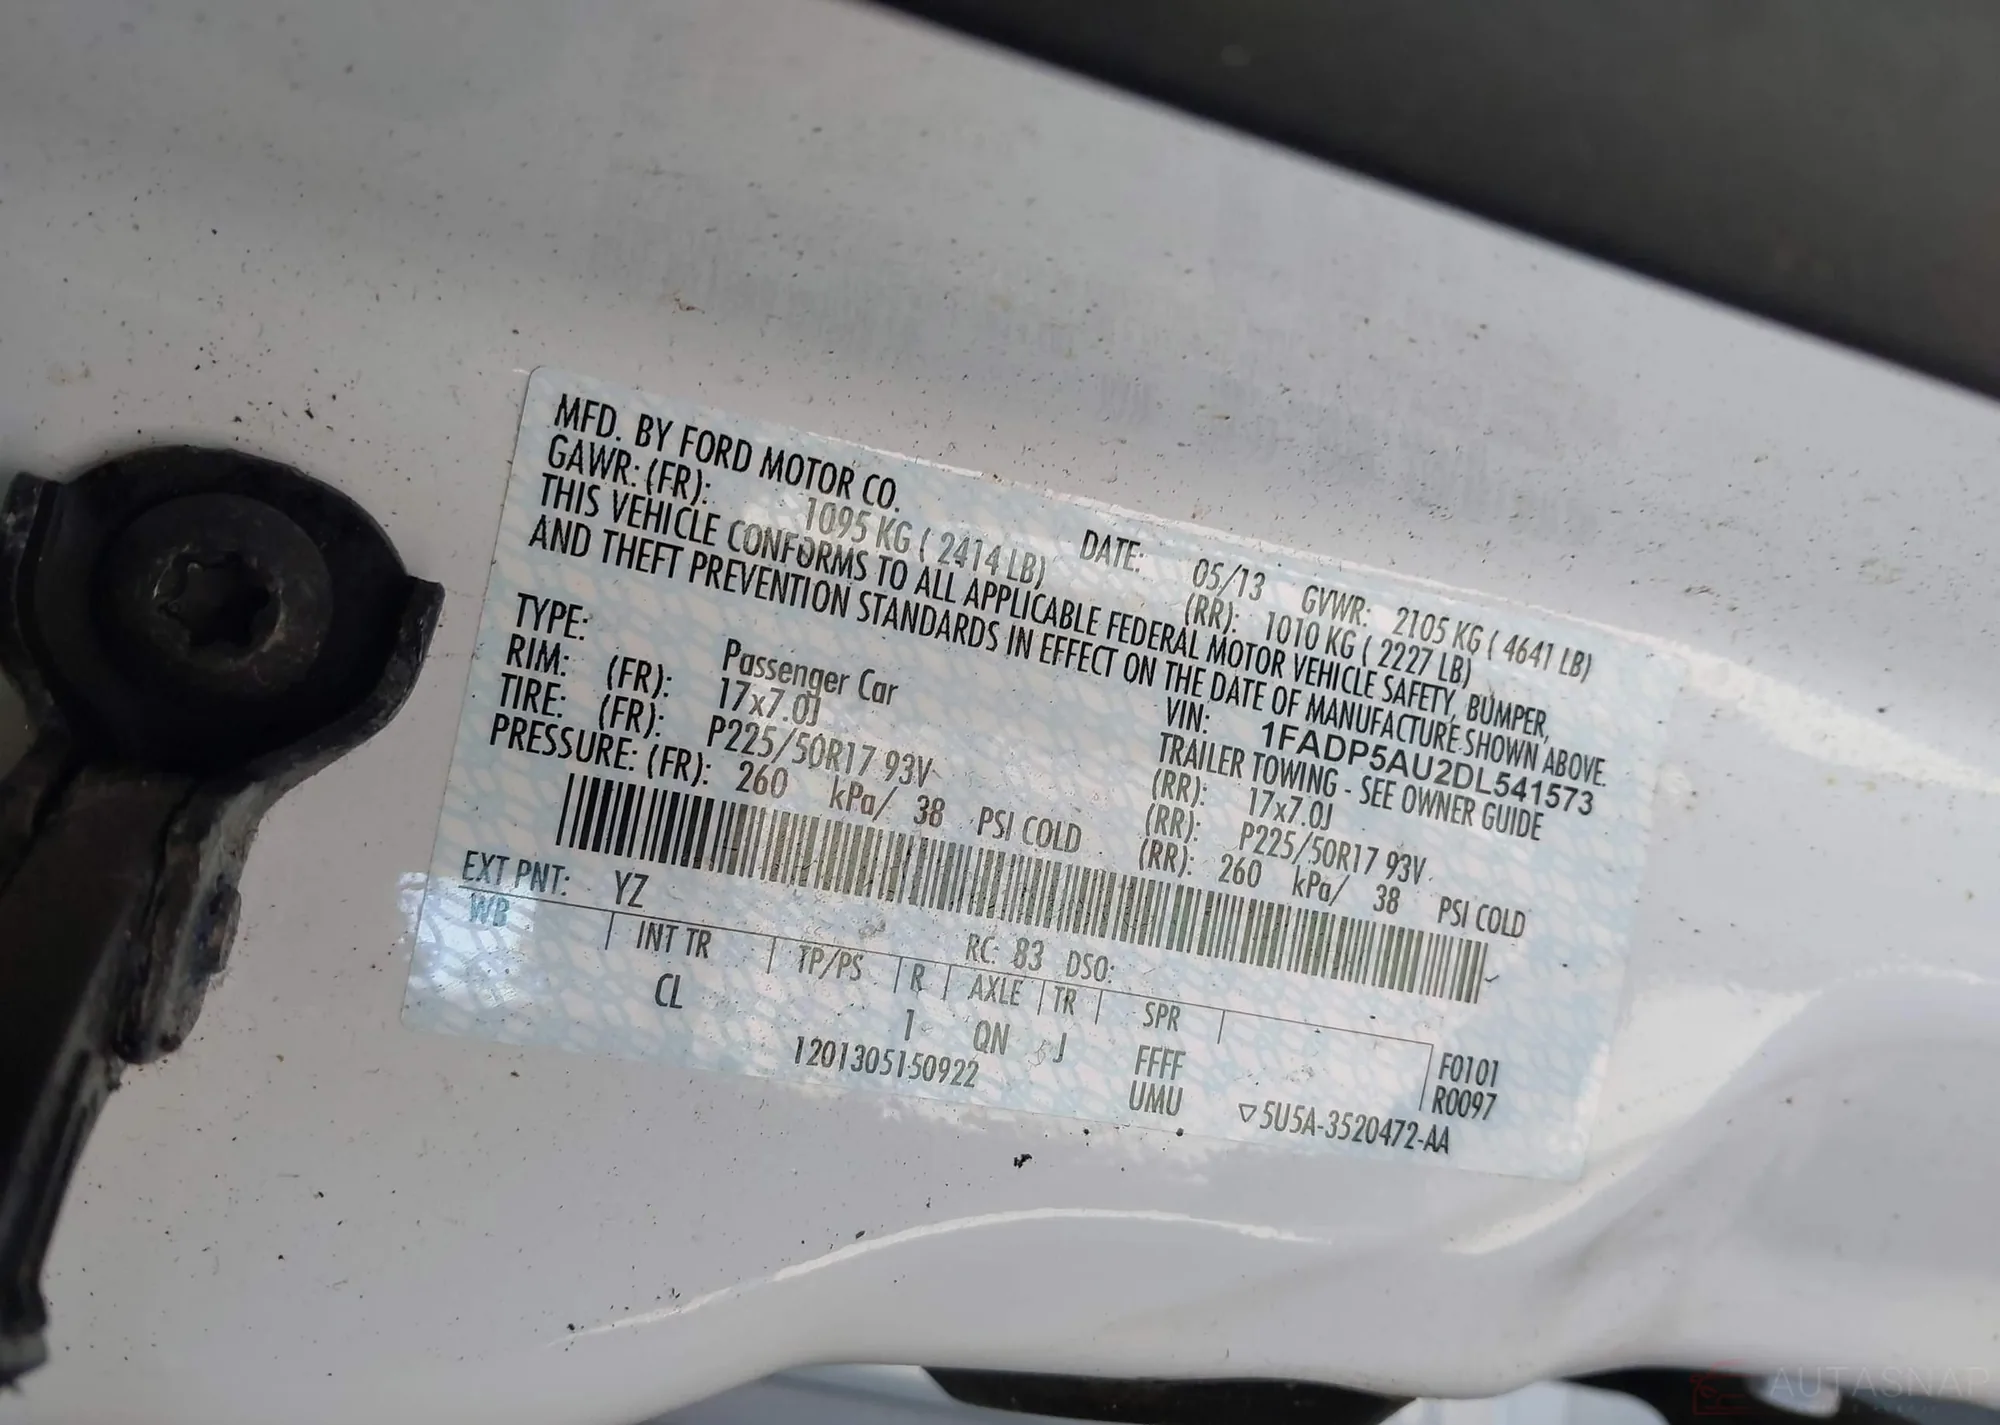 MFD. BY FORD MOTOR CO. DATE: 05/13 GVWR: 2105 KG ( 4641 LB)
GAWR: (FR): 1095 KG ( 2414 LB) (RR): 1010 KG ( 2227 LB)
THIS VEHICLE CONFORMS TO ALL APPLICABLE FEDERAL MOTOR VEHICLE SAFETY, BUMPER,
AND THEFT PREVENTION STANDARDS IN EFFECT ON THE DATE OF MANUFACTURE SHOWN ABOVE.
VIN: 1FADP5AU2DL541573
TYPE: Passenger Car TRAILER TOWING - SEE OWNER GUIDE
RIM: (FR): 17x7.0J (RR): 17x7.0J
TIRE: (FR): P225/50R17 93V (RR): P225/50R17 93V
PRESSURE: (FR): 260 kPa/ 38 PSI COLD (RR): 260 kPa/ 38 PSI COLD
EXT PNT: YZ RC: 83 DSO:
WB INT TR TP/PS R AXLE TR SPR
CL 1 QN J FFFF F0101
1201305150922 UMU R0097
▽5U5A-3520472-AA
AUTASNAP